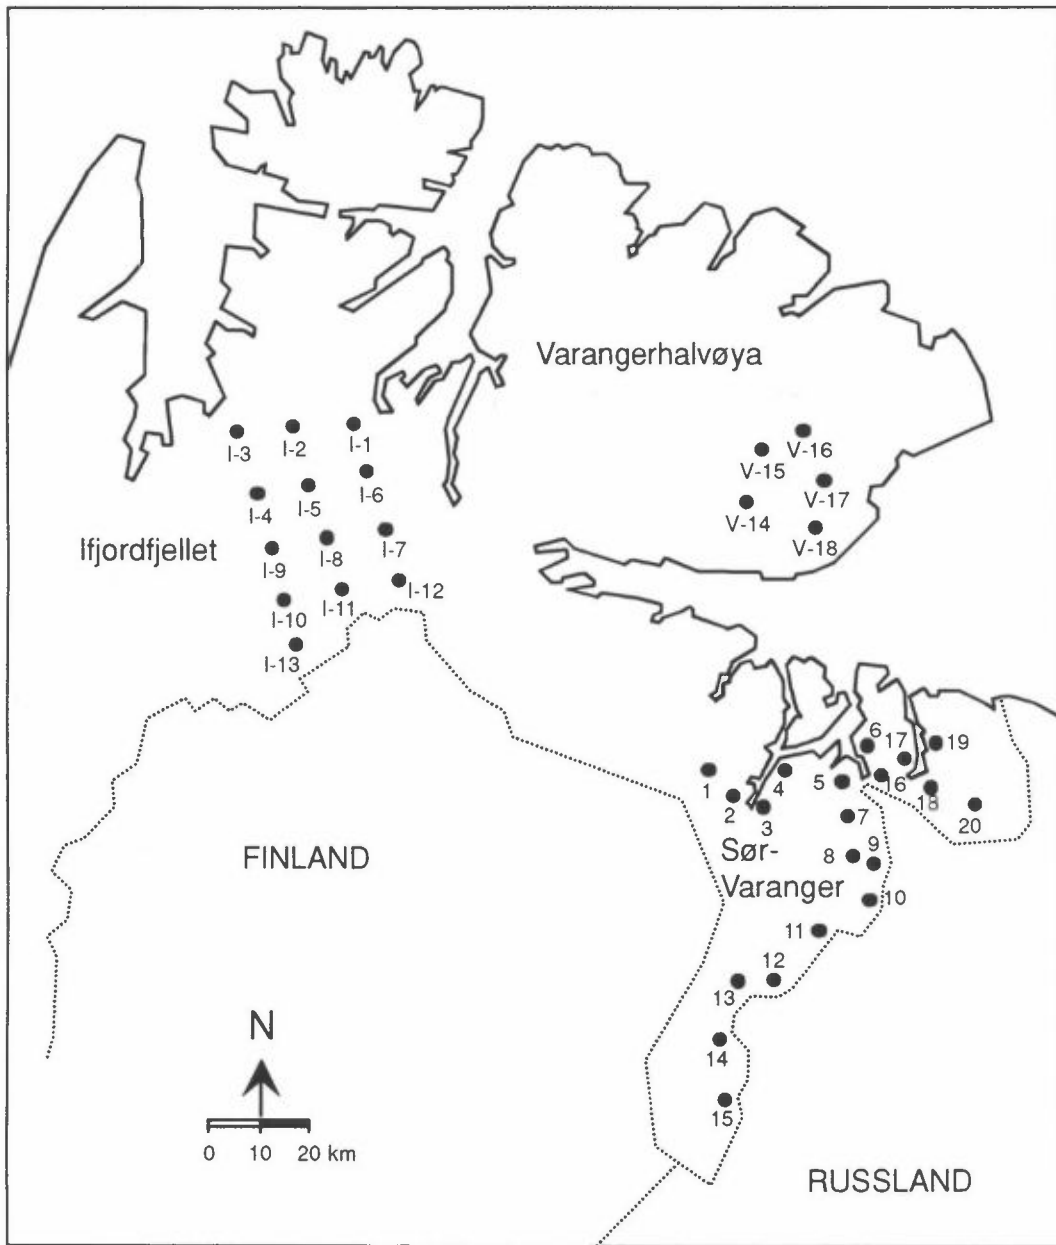 Varangerhalvøya
I-3
I-2
I-1
V-16
V-15
I-6
I-4
I-5
V-17
V-14
Ifjordfjellet
I-7
V-18
I-8
I-9
I-12
I-11
I-10
I-13
6
17
19
1
4
5
16
2
3
18
20
7
Sør-
Varanger
8
9
FINLAND
10
11
12
13
N
14
15
0 10 20 km
RUSSLAND